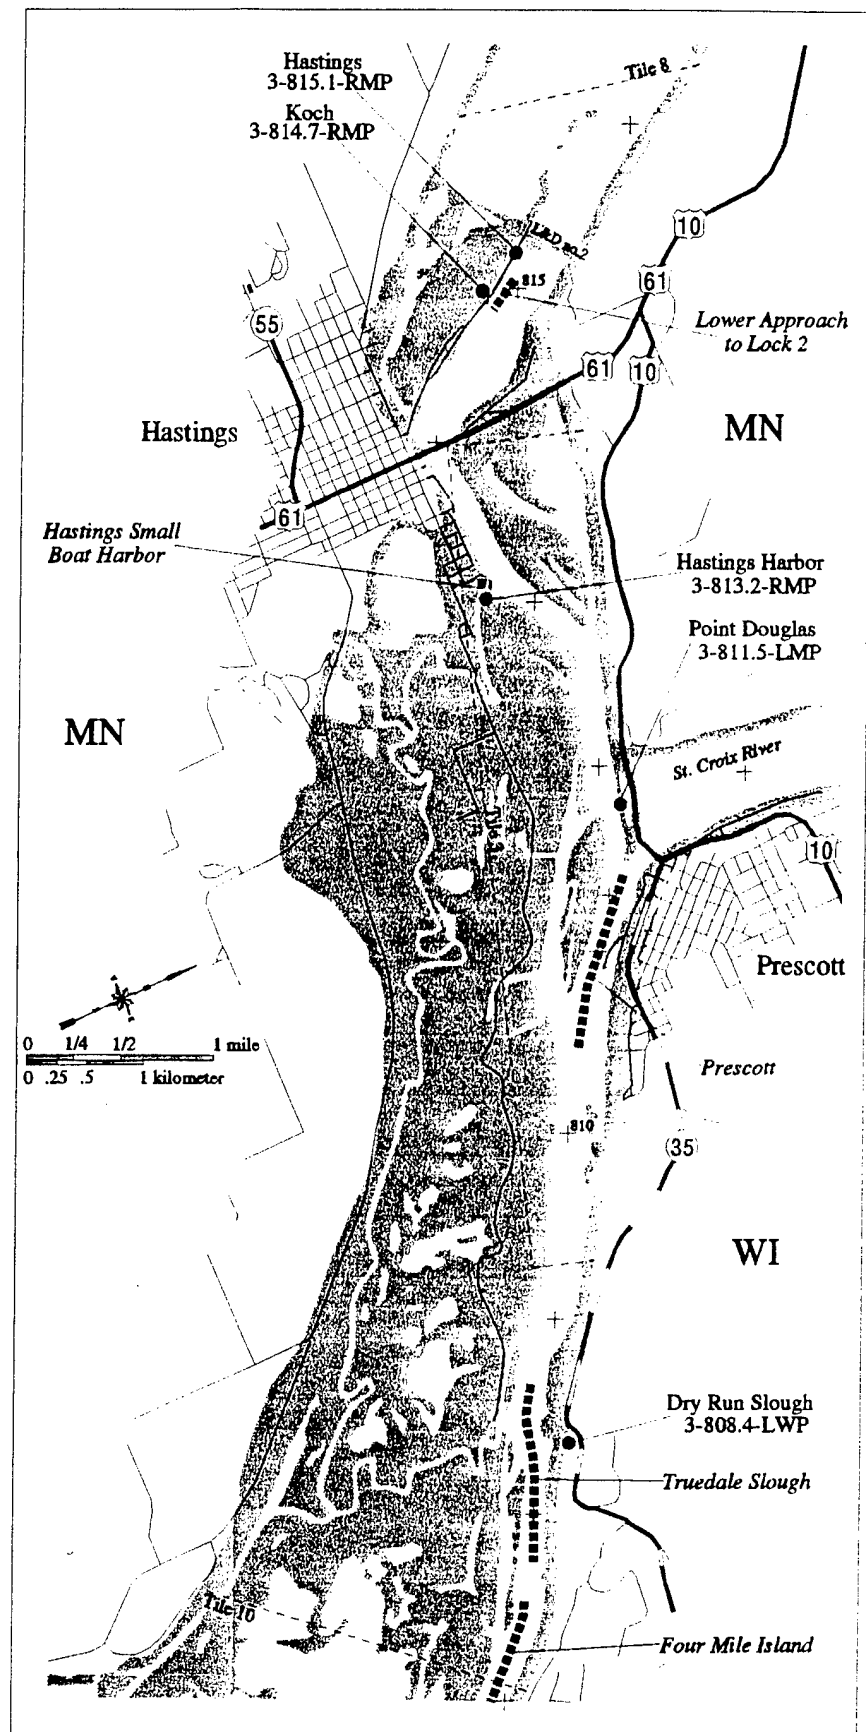 Hastings
3-815.1-RMP
Koch
3-814.7-RMP
Tile 8
10
L&D no.2
61
815
55
Lower Approach
to Lock 2
61
10
Hastings
MN
61
Hastings Small
Boat Harbor
Hastings Harbor
3-813.2-RMP
Point Douglas
3-811.5-LMP
MN
St. Croix River
10
Prescott
0 1/4 1/2 1 mile
0 .25 .5 1 kilometer
Prescott
810
35
WI
Dry Run Slough
3-808.4-LWP
Truedale Slough
Tile 10
Four Mile Island